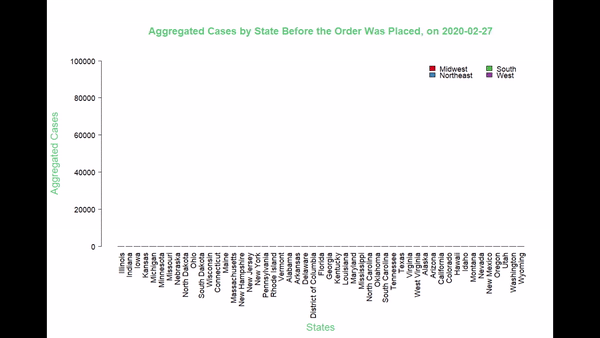 Aggregated Cases by State Before the Order Was Placed, on 2020-02-27
Midwest
Northeast
South
West
Aggregated Cases
100000
80000
60000
40000
20000
0
Illinois
Indiana
Iowa
Kansas
Michigan
Minnesota
Missouri
Nebraska
North Dakota
Ohio
South Dakota
Wisconsin
Connecticut
Maine
Massachusetts
New Hampshire
New Jersey
New York
Pennsylvania
Rhode Island
Vermont
Alabama
Arkansas
Delaware
District of Columbia
Florida
Georgia
Kentucky
Louisiana
Maryland
Mississippi
North Carolina
Oklahoma
South Carolina
Tennessee
Texas
Virginia
West Virginia
Alaska
Arizona
California
Colorado
Hawaii
Idaho
Montana
Nevada
New Mexico
Oregon
Utah
Washington
Wyoming
States